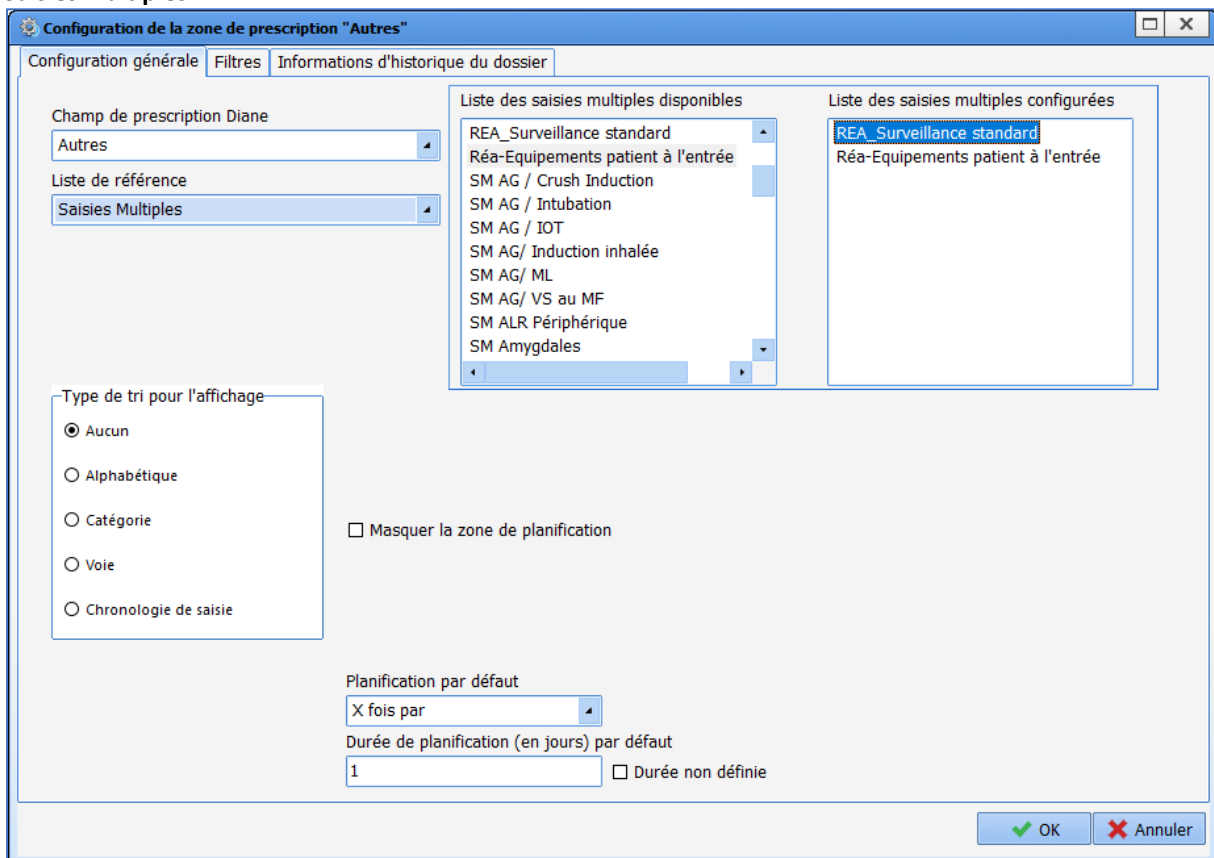 Configuration de la zone de prescription "Autres"
Configuration générale
Filtres
Informations d'historique du dossier
Champ de prescription Diane
Autres
Liste de référence
Saisies Multiples
Liste des saisies multiples disponibles
REA_Surveillance standard
Réa-Equipements patient à l'entrée
SM AG / Crush Induction
SM AG / Intubation
SM AG / IOT
SM AG/ Induction inhalée
SM AG/ ML
SM AG/ VS au MF
SM ALR Périphérique
SM Amygdales
Liste des saisies multiples configurées
REA_Surveillance standard
Réa-Equipements patient à l'entrée
Type de tri pour l'affichage
Aucun
Alphabétique
Catégorie
Voie
Chronologie de saisie
Masquer la zone de planification
Planification par défaut
X fois par
Durée de planification (en jours) par défaut
1
Durée non définie
OK
Annuler